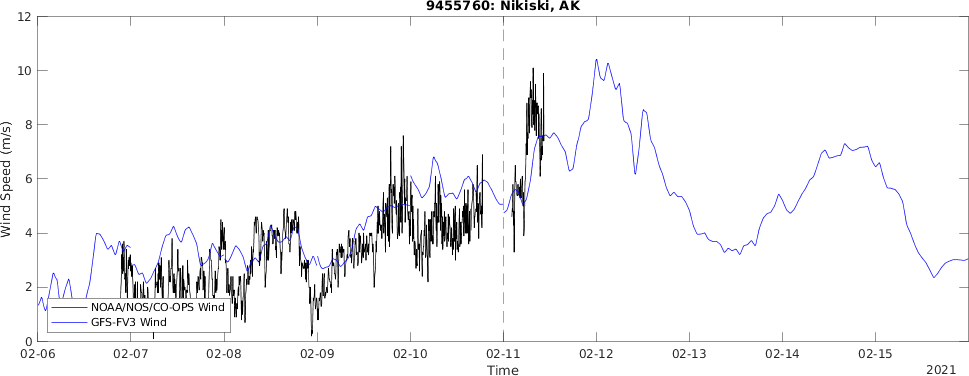 9455760: Nikiski, AK
12
10
8
6
4
2
0
Wind Speed (m/s)
NOAA/NOS/CO-OPS Wind
GFS-FV3 Wind
02-06 02-07 02-08 02-09 02-10 02-11 02-12 02-13 02-14 02-15
Time
2021